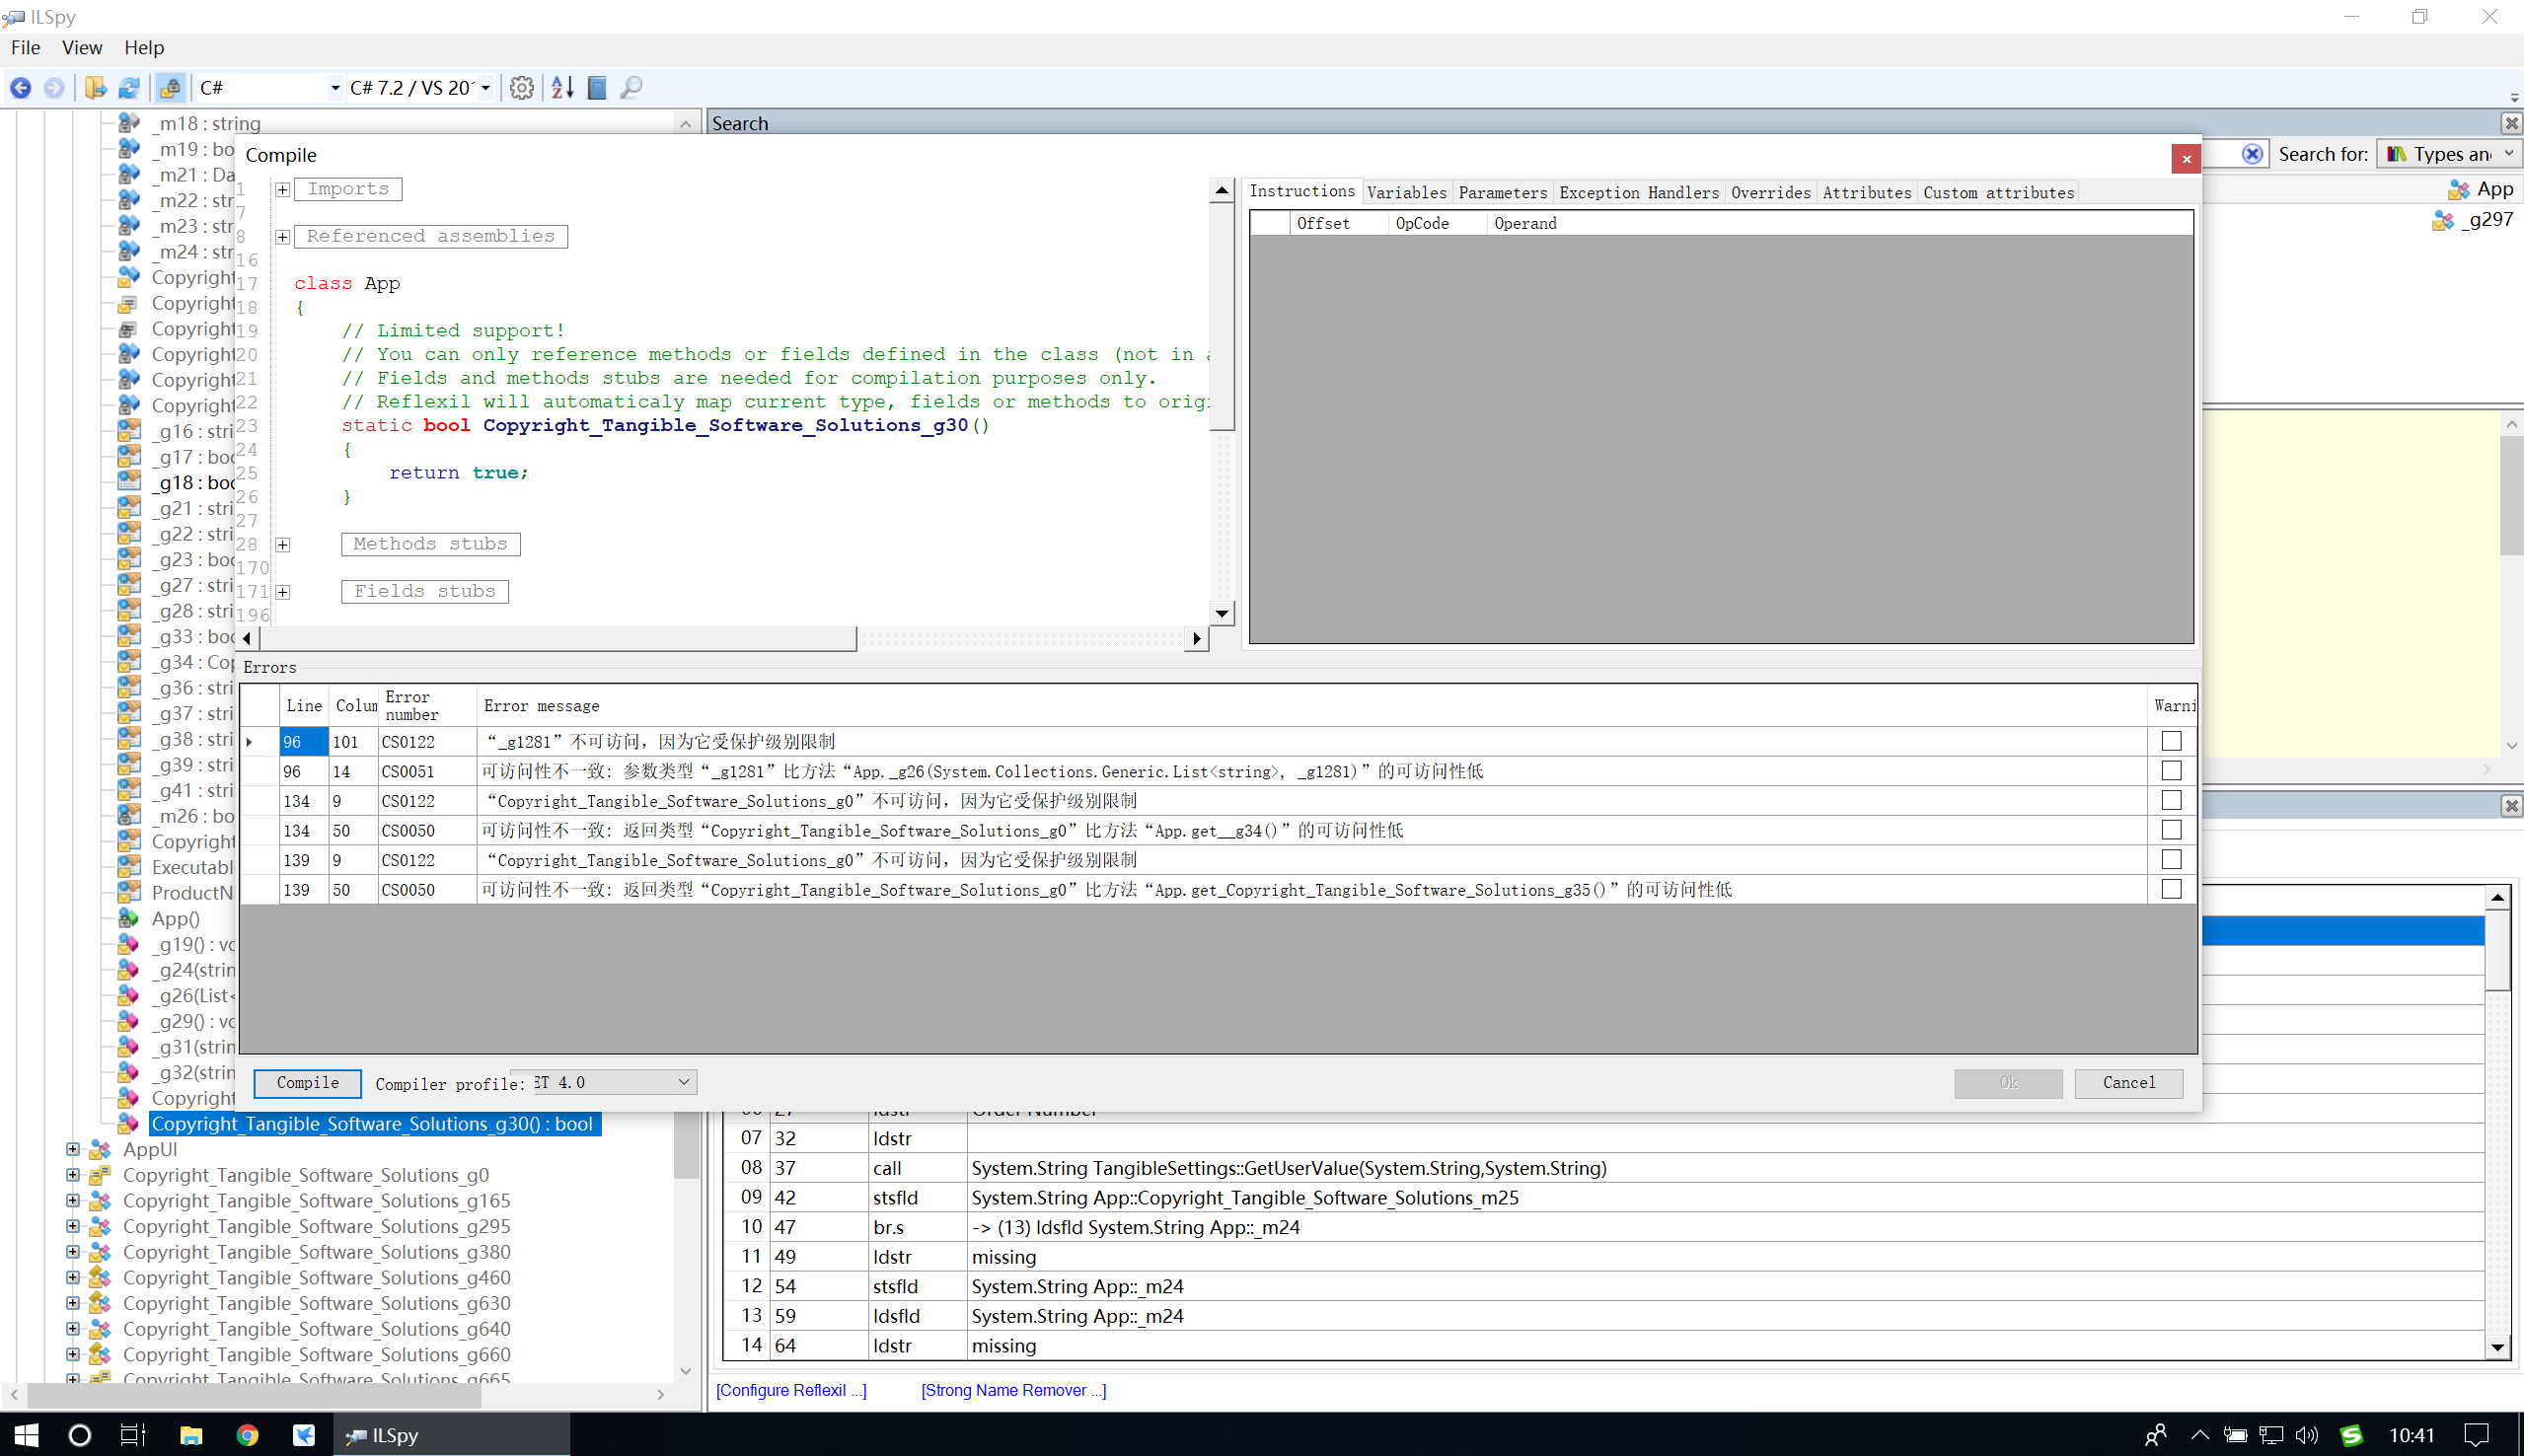 ILSpy
File View Help
C# C# 7.2 / VS 20
_m18 : string
_m19 : bo
_m21 : Da
_m22 : str
_m23 : str
_m24 : str
Copyright
Copyright
Copyright
Copyright
Copyright
Copyright
_g16 : stri
_g17 : boo
_g18 : boo
_g21 : stri
_g22 : stri
_g23 : boo
_g27 : stri
_g28 : stri
_g33 : boo
_g34 : Cop
_g36 : stri
_g37 : stri
_g38 : stri
_g39 : stri
_g41 : stri
_m26 : bo
Copyright
Executabl
ProductN
App()
_g19() : vo
_g24(strin
_g26(List<
_g29() : vo
_g31(strin
_g32(strin
Copyright
Copyright_Tangible_Software_Solutions_g30() : bool
AppUI
Copyright_Tangible_Software_Solutions_g0
Copyright_Tangible_Software_Solutions_g165
Copyright_Tangible_Software_Solutions_g295
Copyright_Tangible_Software_Solutions_g380
Copyright_Tangible_Software_Solutions_g460
Copyright_Tangible_Software_Solutions_g630
Copyright_Tangible_Software_Solutions_g640
Copyright_Tangible_Software_Solutions_g660
Copyright_Tangible_Software_Solutions_g665
Search
Search for: Types an
App
_g297
Compile
1 Imports
7
8 Referenced assemblies
16
17 class App
18 {
19 // Limited support!
20 // You can only reference methods or fields defined in the class (not in
21 // Fields and methods stubs are needed for compilation purposes only.
22 // Reflexil will automaticaly map current type, fields or methods to orig
23 static bool Copyright_Tangible_Software_Solutions_g30()
24 {
25 return true;
26 }
27
28 Methods stubs
170
171 Fields stubs
196
Instructions Variables Parameters Exception Handlers Overrides Attributes Custom attributes
Offset OpCode Operand
Errors
Line Colum Error number Error message Warni
96 101 CS0122 “_g1281”不可访问，因为它受保护级别限制
96 14 CS0051 可访问性不一致: 参数类型“_g1281”比方法“App._g26(System.Collections.Generic.List<string>, _g1281)”的可访问性低
134 9 CS0122 “Copyright_Tangible_Software_Solutions_g0”不可访问，因为它受保护级别限制
134 50 CS0050 可访问性不一致: 返回类型“Copyright_Tangible_Software_Solutions_g0”比方法“App.get__g34()”的可访问性低
139 9 CS0122 “Copyright_Tangible_Software_Solutions_g0”不可访问，因为它受保护级别限制
139 50 CS0050 可访问性不一致: 返回类型“Copyright_Tangible_Software_Solutions_g0”比方法“App.get_Copyright_Tangible_Software_Solutions_g35()”的可访问性低
Compile Compiler profile: ET 4.0 Ok Cancel
06 27 ldstr Order Number
07 32 ldstr
08 37 call System.String TangibleSettings::GetUserValue(System.String,System.String)
09 42 stsfld System.String App::Copyright_Tangible_Software_Solutions_m25
10 47 br.s -> (13) ldsfld System.String App::_m24
11 49 ldstr missing
12 54 stsfld System.String App::_m24
13 59 ldsfld System.String App::_m24
14 64 ldstr missing
[Configure Reflexil ...] [Strong Name Remover ...]
ILSpy
10:41